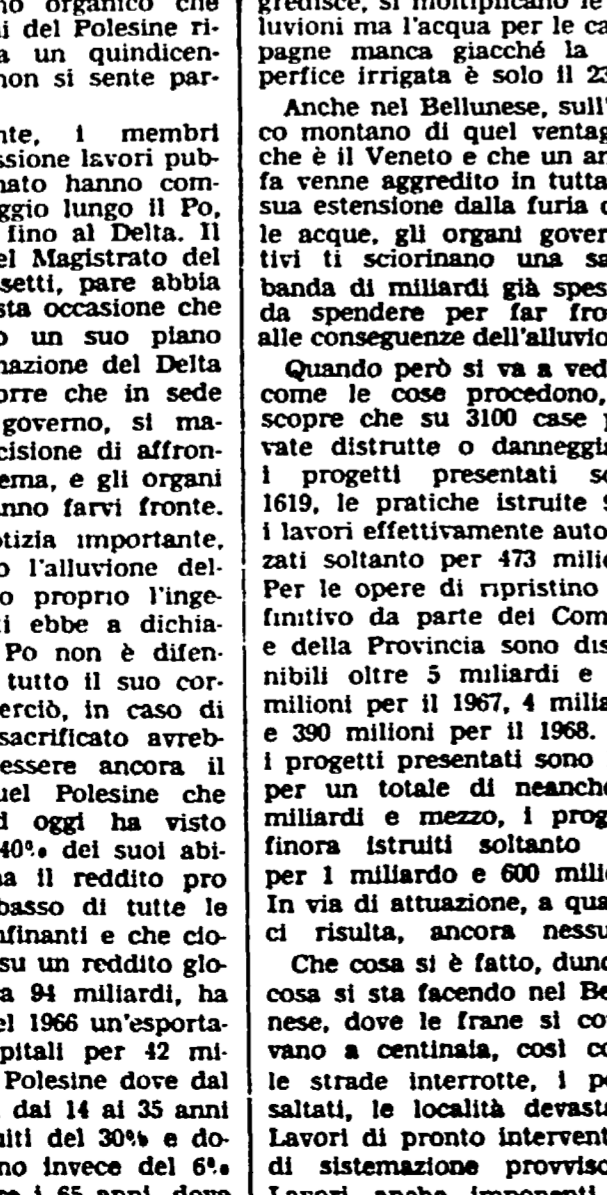 no organico che
ni del Polesine ri-
a un quindicen-
non si sente par-
nte, i membri
ssione lavori pub-
nato hanno com-
ggio lungo il Po,
fino al Delta. Il
el Magistrato del
setti, pare abbia
sta occasione che
o un suo piano
mazione del Delta
orre che in sede
governo, si ma-
cisione di affron-
ema, e gli organi
nno farvi fronte.
otizia importante,
o l'alluvione del-
o proprio l'inge-
ti ebbe a dichia-
Po non è difen-
tutto il suo cor-
erciò, in caso di
sacrificato avreb-
essere ancora il
uel Polesine che
d oggi ha visto
40% dei suoi abi-
na il reddito pro
basso di tutte le
nfinanti e che cio-
su un reddito glo-
a 94 miliardi, ha
el 1966 un'esporta-
pitali per 42 mi-
Polesine dove dal
dai 14 ai 35 anni
niti del 30% e do-
no invece del 6%
e i 65 anni, dove
gredisce, si moltiplicano le
luvioni ma l'acqua per le ca
pagne manca giacché la
perfice irrigata è solo il 23
Anche nel Bellunese, sull'
co montano di quel ventag
che è il Veneto e che un an
fa venne aggredito in tutta
sua estensione dalla furia d
le acque, gli organi gover
tivi ti sciorinano una sa
banda di miliardi già spes
da spendere per far fro
alle conseguenze dell'alluvio
Quando però si va a ved
come le cose procedono,
scopre che su 3100 case p
vate distrutte o danneggia
i progetti presentati so
1619, le pratiche istruite
i lavori effettivamente auto
zati soltanto per 473 milio
Per le opere di ripristino
finitivo da parte dei Com
e della Provincia sono dis
nibili oltre 5 miliardi e
milioni per il 1967, 4 milia
e 390 milioni per il 1968.
i progetti presentati sono
per un totale di neanche
miliardi e mezzo, i prog
finora istruiti soltanto
per 1 miliardo e 600 milio
In via di attuazione, a qua
ci risulta, ancora nessu
Che cosa si è fatto, dunq
cosa si sta facendo nel Be
nese, dove le frane si co
vano a centinaia, così co
le strade interrotte, i po
saltati, le località devasta
Lavori di pronto intervent
di sistemazione provviso
Lavori anche imponenti